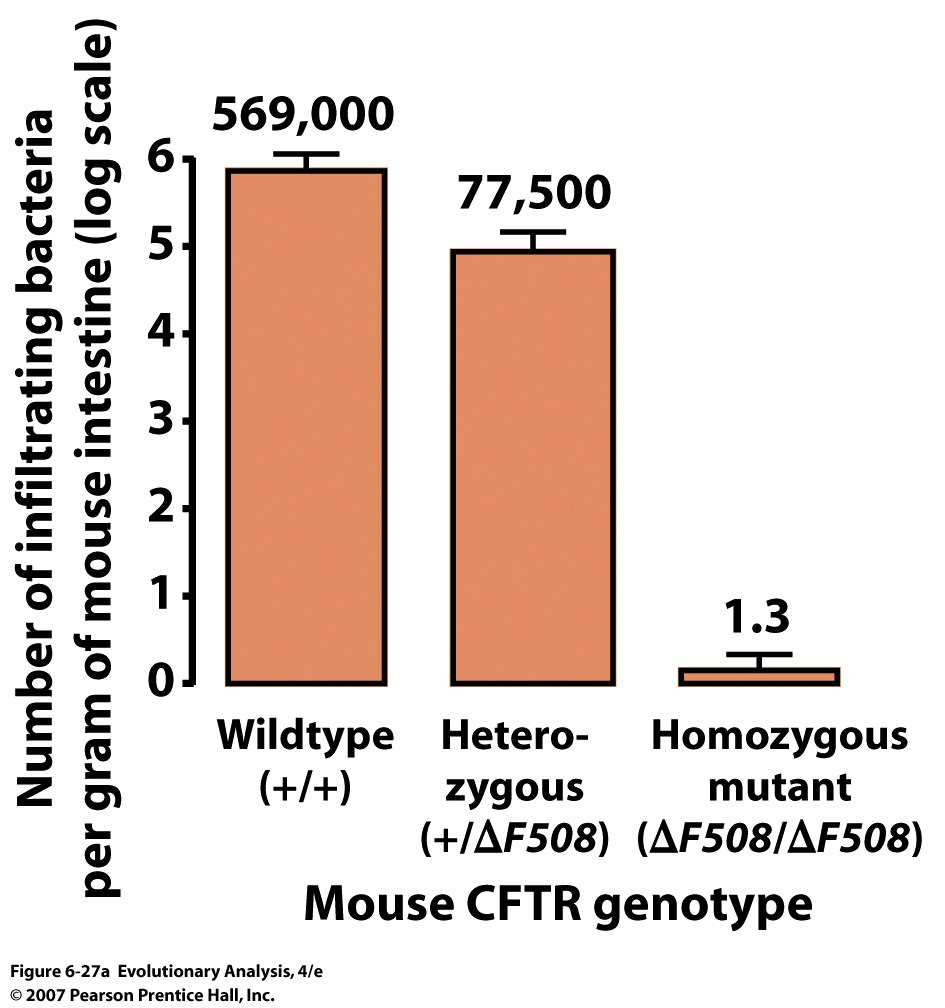 Number of infiltrating bacteria
per gram of mouse intestine (log scale)
6
5
4
3
2
1
0
569,000
77,500
1.3
Wildtype
(+/+)
Hetero-
zygous
(+/ΔF508)
Homozygous
mutant
(ΔF508/ΔF508)
Mouse CFTR genotype
Figure 6-27a Evolutionary Analysis, 4/e
© 2007 Pearson Prentice Hall, Inc.